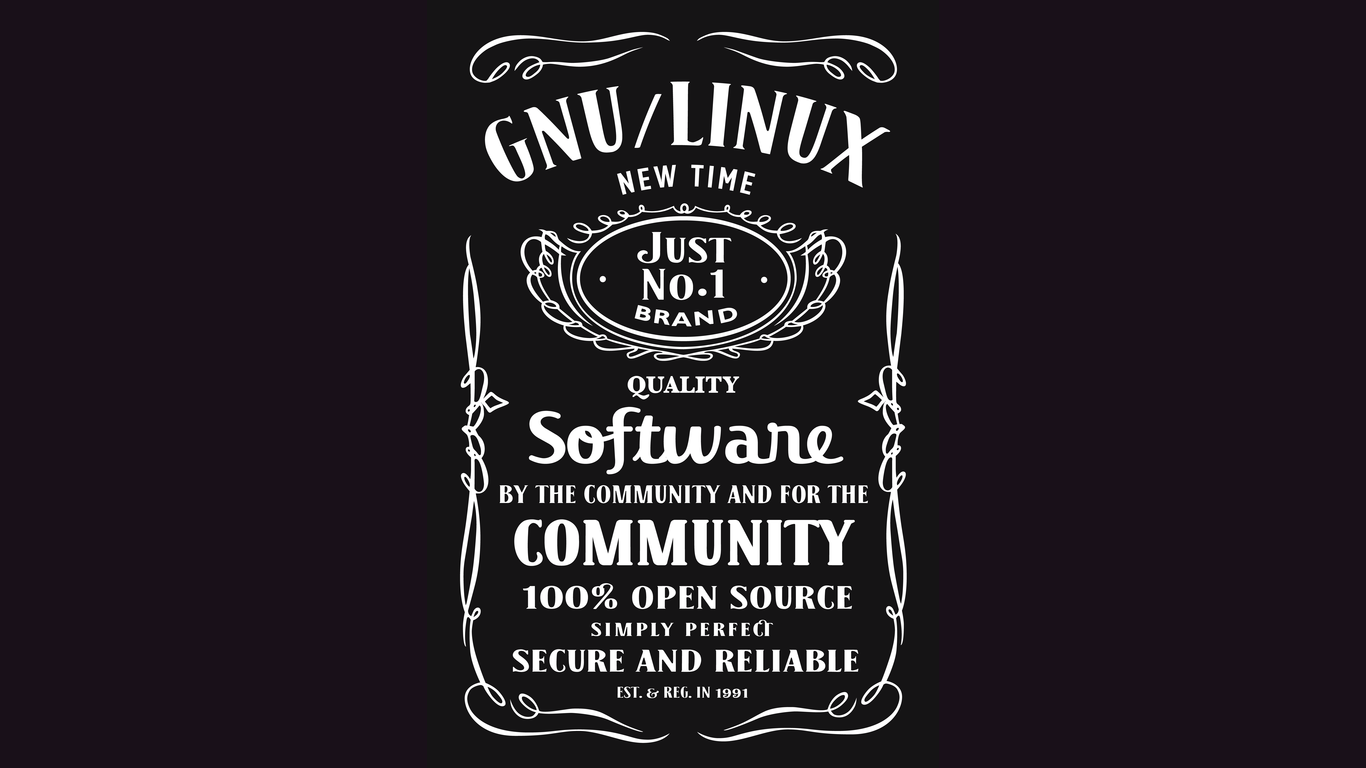 GNU/LINUX
NEW TIME
JUST
No.1
BRAND
QUALITY
Software
BY THE COMMUNITY AND FOR THE
COMMUNITY
100% OPEN SOURCE
SIMPLY PERFECT
SECURE AND RELIABLE
EST. & REG. IN 1991